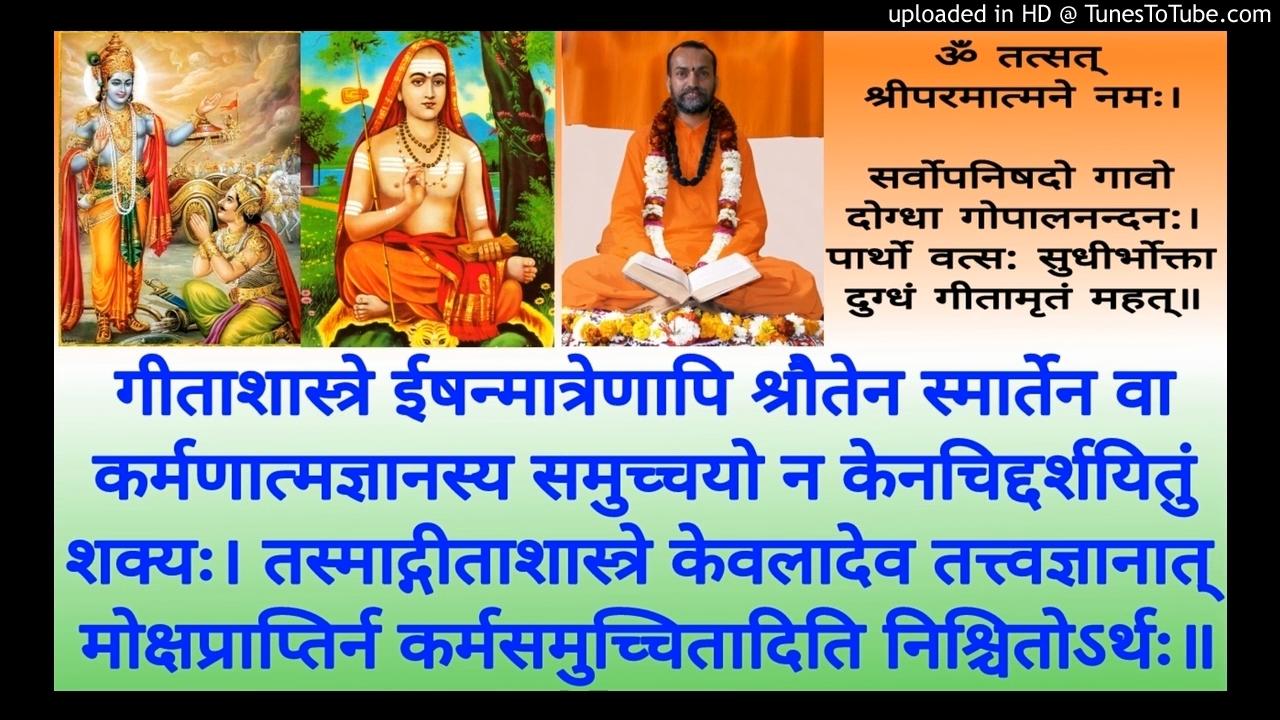 uploaded in HD @ TunesToTube.com
ॐ तत्सत्
श्रीपरमात्मने नमः।
सर्वोपनिषदो गावो
दोग्धा गोपालनन्दन:।
पार्थो वत्स: सुधीर्भोक्ता
दुग्धं गीतामृतं महत्॥
गीताशास्त्रे ईषन्मात्रेणापि श्रौतेन स्मार्तेन वा
कर्मणात्मज्ञानस्य समुच्चयो न केनचिद्दर्शयितुं
शक्यः। तस्माद्गीताशास्त्रे केवलादेव तत्त्वज्ञानात्
मोक्षप्राप्तिर्न कर्मसमुच्चितादिति निश्चितोऽर्थः॥